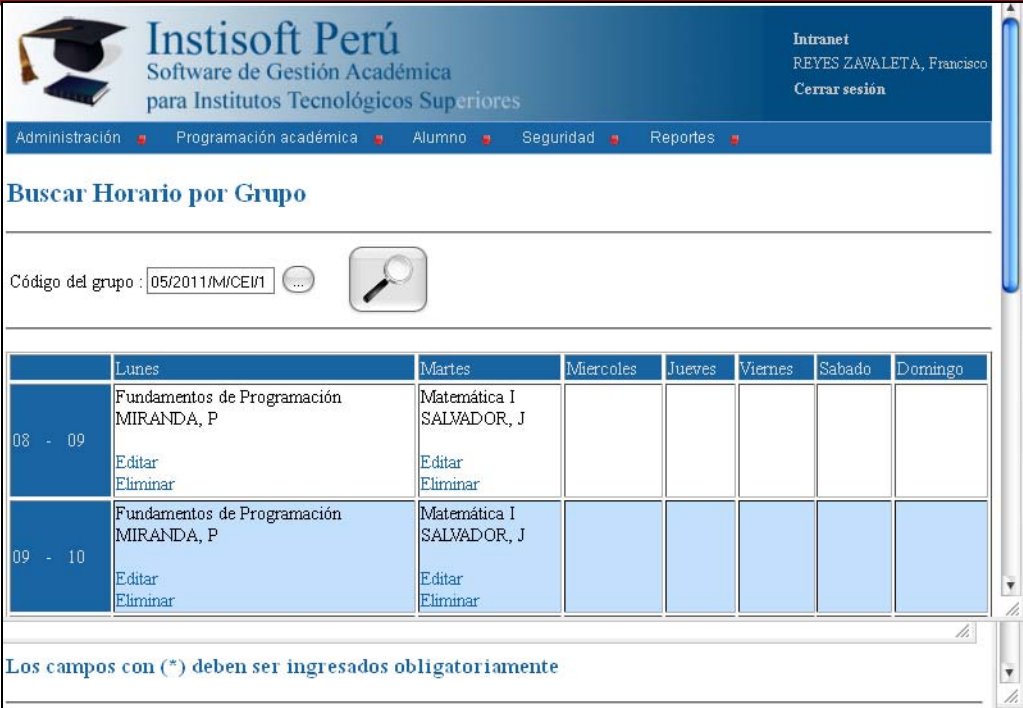 Instisoft Perú
Software de Gestión Académica
para Institutos Tecnológicos Superiores
Intranet
REYES ZAVALETA, Francisco
Cerrar sesión
Administración Programación académica Alumno Seguridad Reportes
Buscar Horario por Grupo
Código del grupo : 05/2011/M/CEI/1 ...
Lunes Martes Miercoles Jueves Viernes Sabado Domingo
08 - 09
Fundamentos de Programación
MIRANDA, P
Editar
Eliminar
Matemática I
SALVADOR, J
Editar
Eliminar
09 - 10
Fundamentos de Programación
MIRANDA, P
Editar
Eliminar
Matemática I
SALVADOR, J
Editar
Eliminar
Los campos con (*) deben ser ingresados obligatoriamente